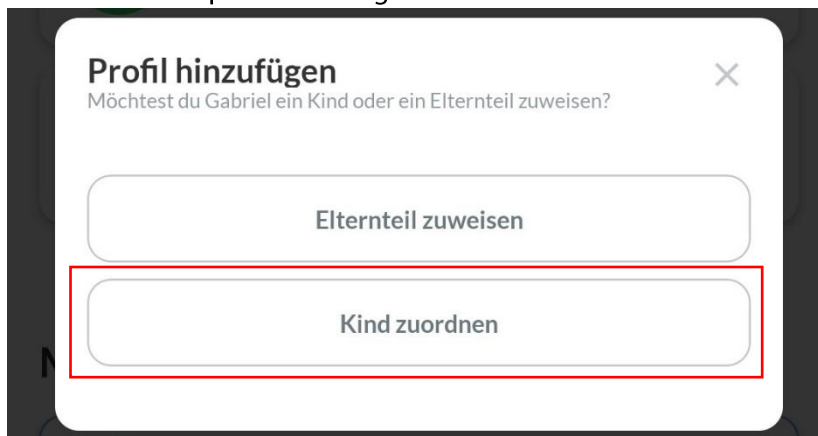 Profil hinzufügen
Möchtest du Gabriel ein Kind oder ein Elternteil zuweisen?
Elternteil zuweisen
Kind zuordnen